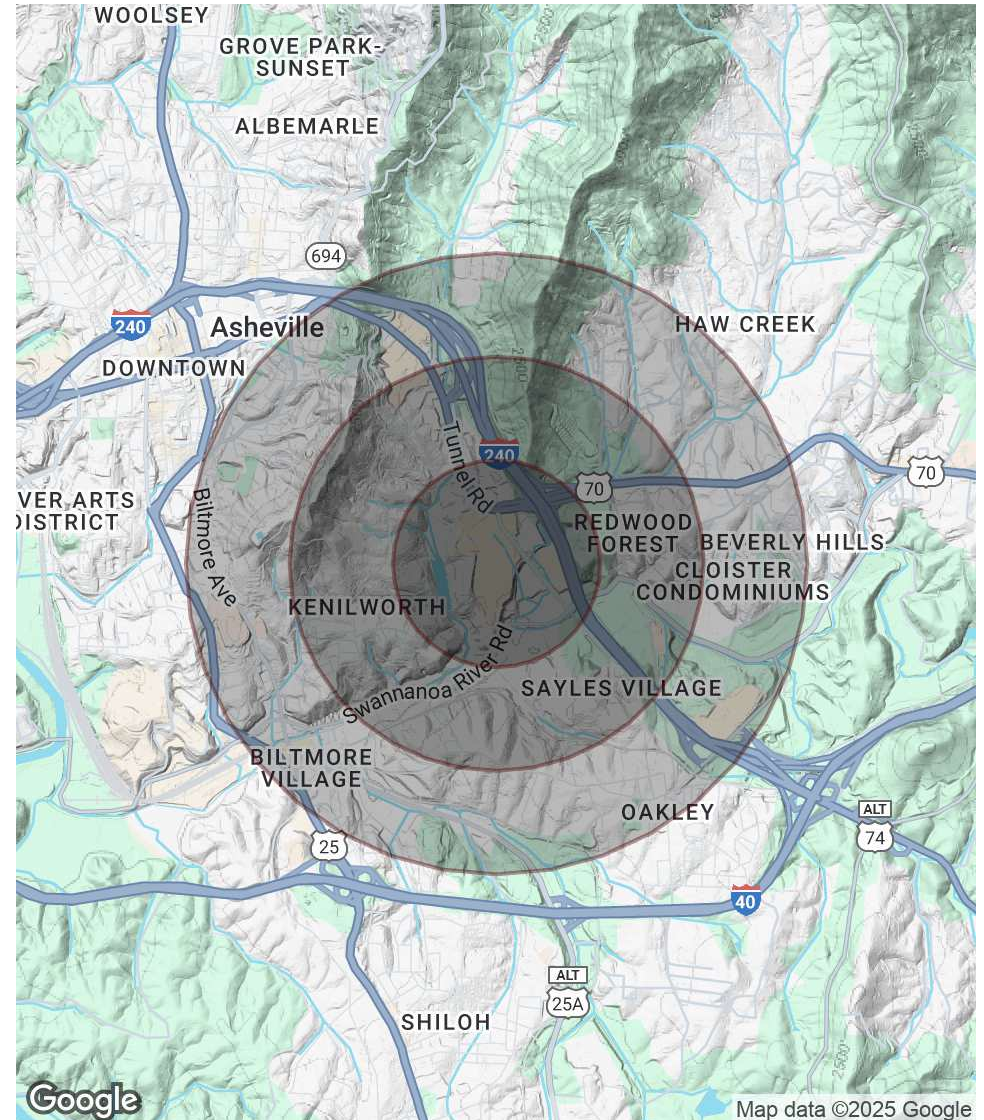 WOOLSEY
GROVE PARK-
SUNSET
ALBEMARLE
694
240
Asheville
HAW CREEK
DOWNTOWN
Tunnel Rd
240
70
70
VER ARTS
DISTRICT
Biltmore Ave
REDWOOD
FOREST
BEVERLY HILLS
CLOISTER
CONDOMINIUMS
KENILWORTH
Swannanoa River Rd
SAYLES VILLAGE
BILTMORE
VILLAGE
OAKLEY
ALT
74
25
40
ALT
25A
SHILOH
2500'
Google
Map data ©2025 Google